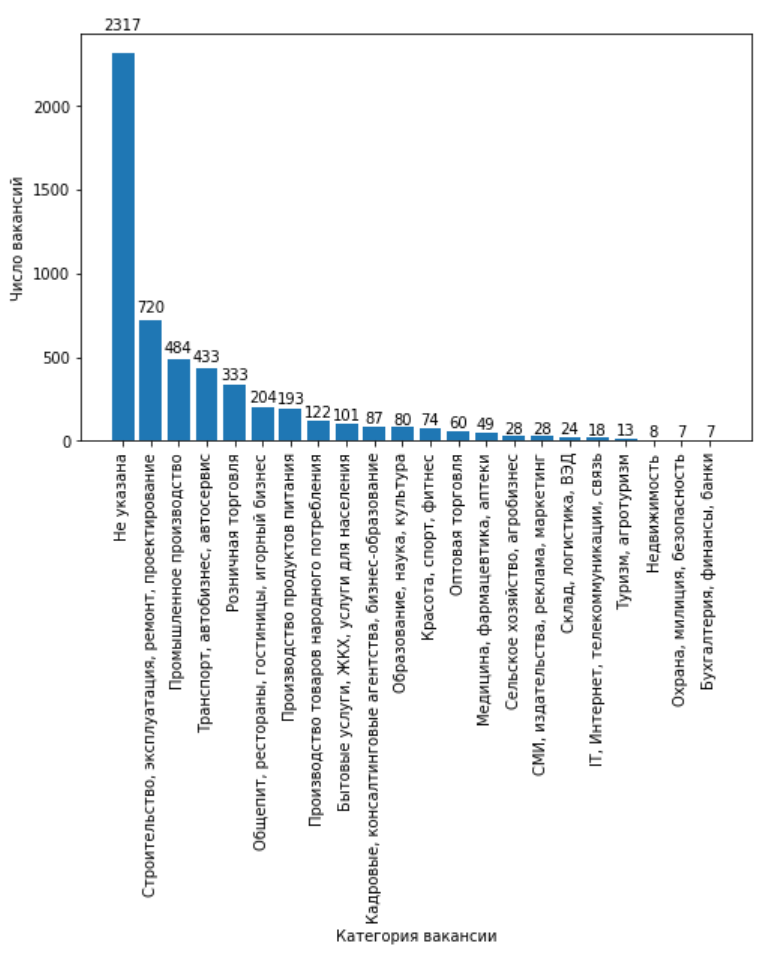 2317
2000
1500
1000
500
0
Число вакансий
720
484
433
333
204
193
122
101
87
80
74
60
49
28
28
24
18
13
8
7
7
Не указана
Строительство, эксплуатация, ремонт, проектирование
Промышленное производство
Транспорт, автобизнес, автосервис
Розничная торговля
Общепит, рестораны, гостиницы, игорный бизнес
Производство продуктов питания
Производство товаров народного потребления
Бытовые услуги, ЖКХ, услуги для населения
Кадровые, консалтинговые агентства, бизнес-образование
Образование, наука, культура
Красота, спорт, фитнес
Оптовая торговля
Медицина, фармацевтика, аптеки
Сельское хозяйство, агробизнес
СМИ, издательства, реклама, маркетинг
Склад, логистика, ВЭД
IT, Интернет, телекоммуникации, связь
Туризм, агротуризм
Недвижимость
Охрана, милиция, безопасность
Бухгалтерия, финансы, банки
Категория вакансии